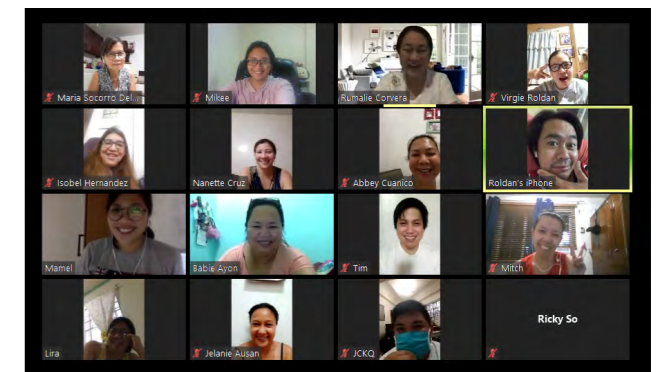 Maria Socorro Del...
Mikee
Rumalie Corvera
Virgie Roldan
Isobel Hernandez
Nanette Cruz
Abbey Cuanico
Roldan's iPhone
Mamel
Babie Ayon
Tim
Mitch
Ricky So
Lira
Jelanie Ausan
JCKQ